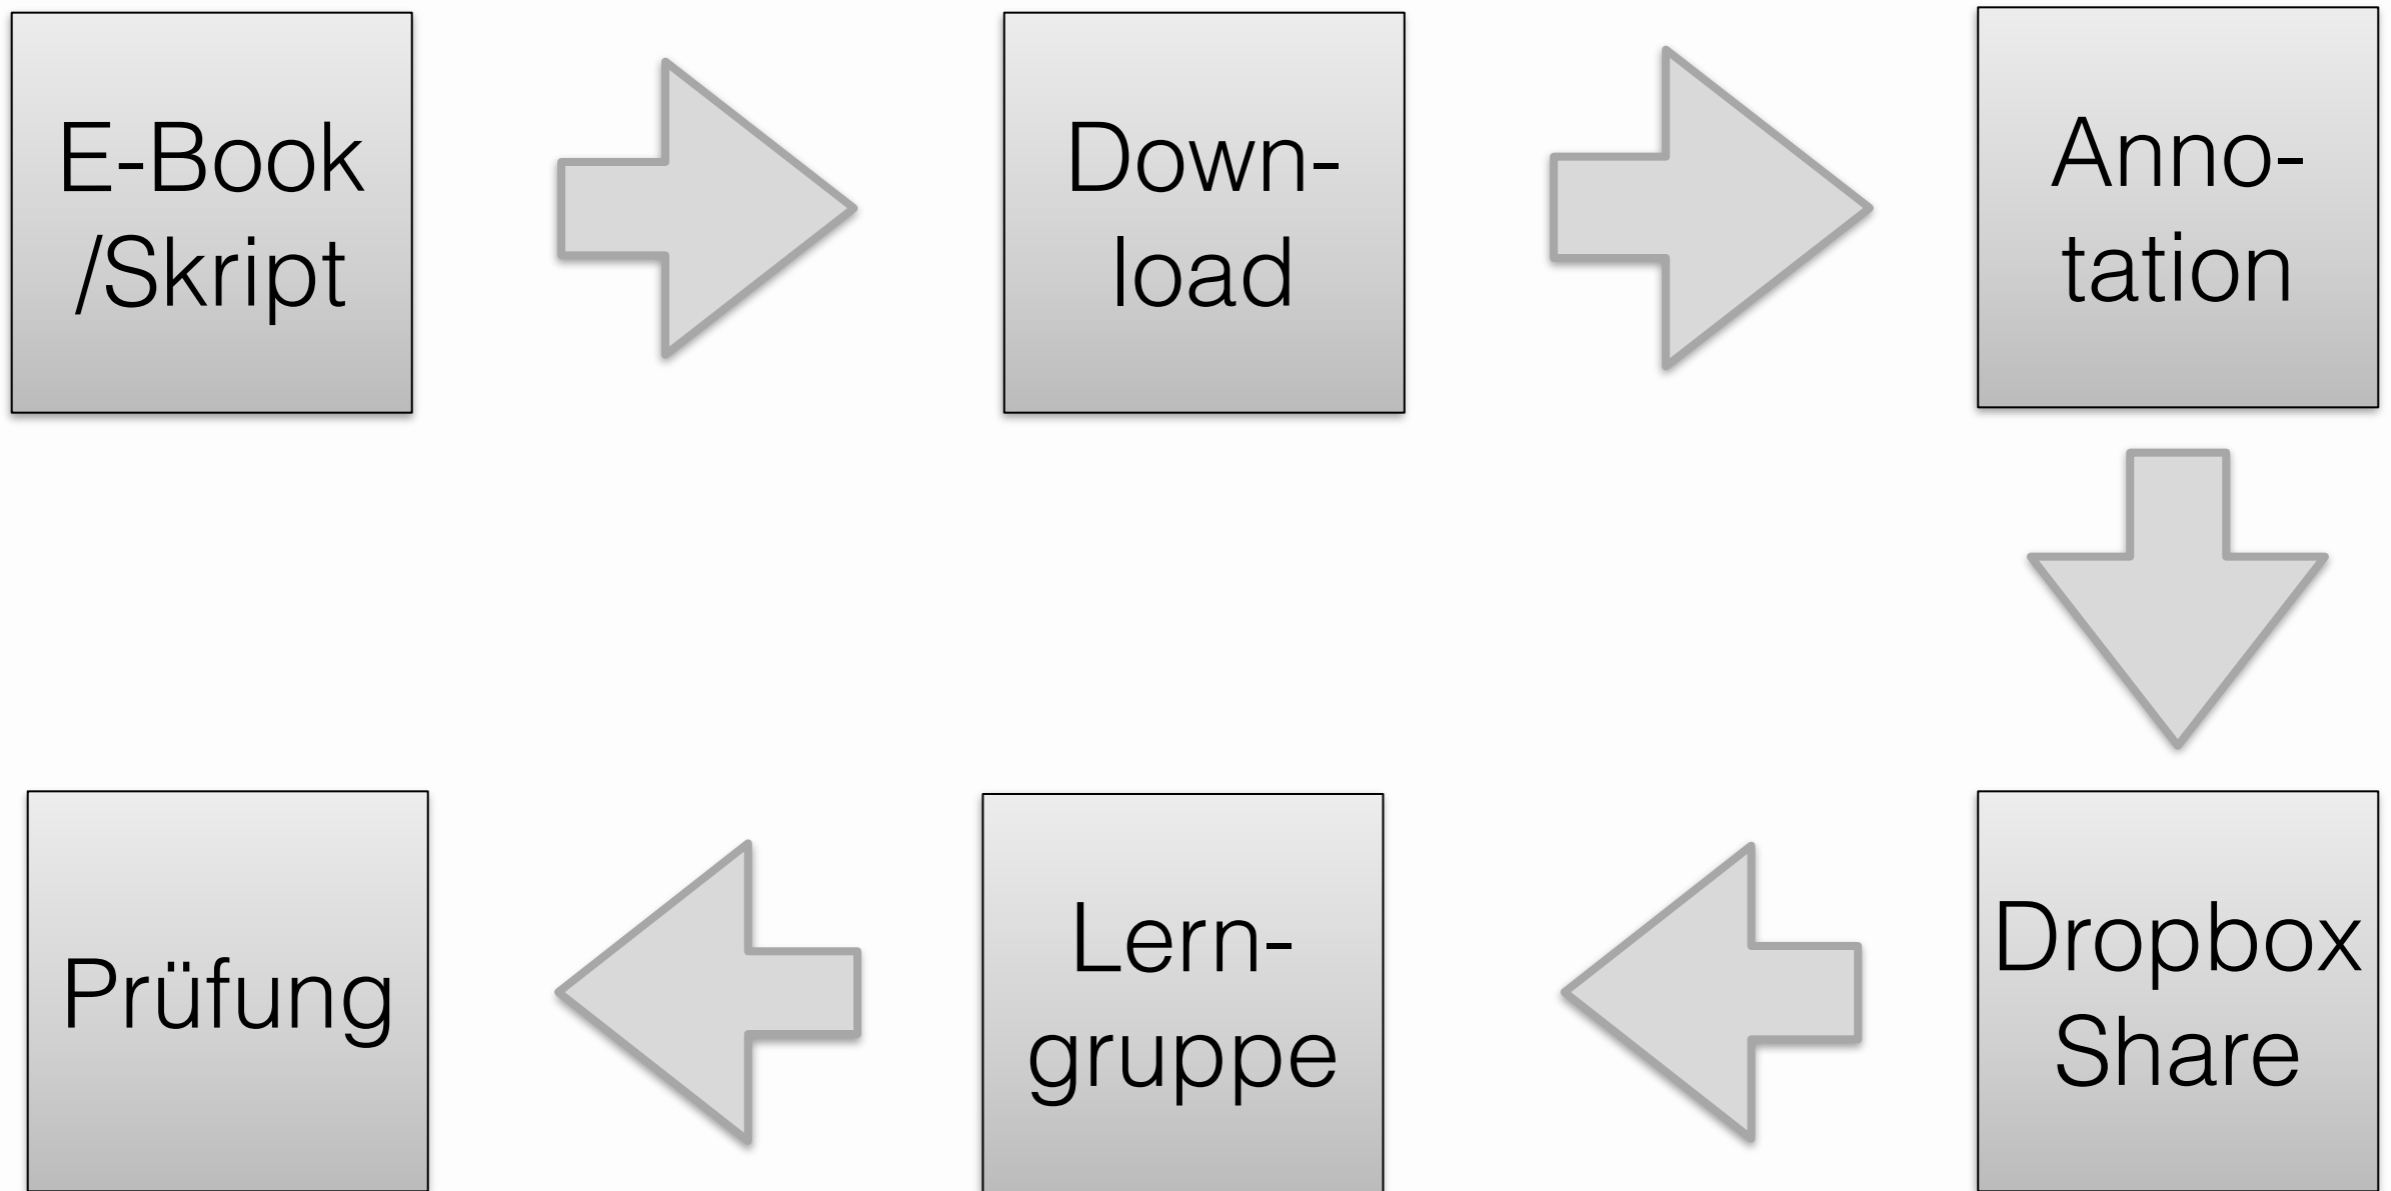 E-Book
/Skript
Down-
load
Anno-
tation
Dropbox
Share
Lern-
gruppe
Prüfung